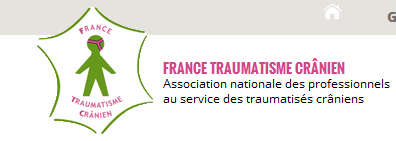 FRANCE
TRAUMATISME
CRÂNIEN
G
FRANCE TRAUMATISME CRÂNIEN
Association nationale des professionnels
au service des traumatisés crâniens